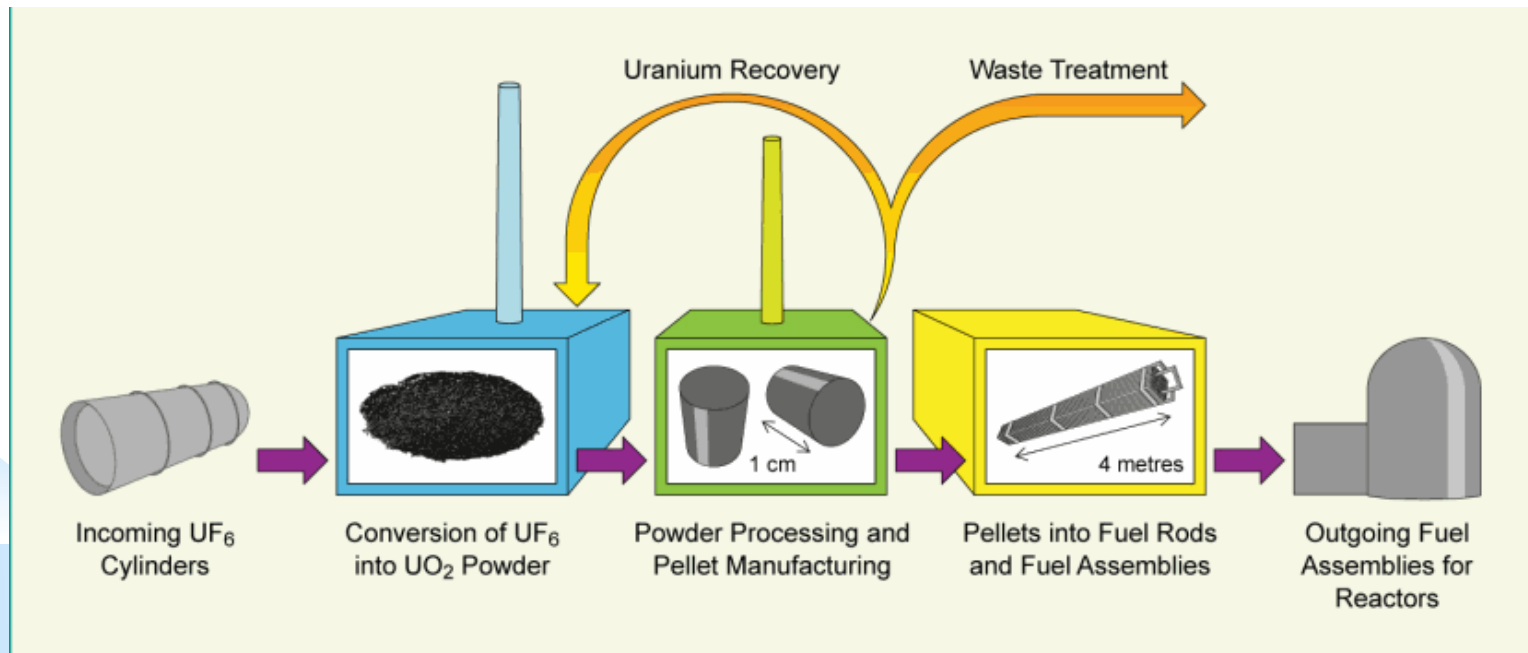 Uranium Recovery
Waste Treatment
1 cm
4 metres
Incoming UF₆
Cylinders
Conversion of UF₆
into UO₂ Powder
Powder Processing and
Pellet Manufacturing
Pellets into Fuel Rods
and Fuel Assemblies
Outgoing Fuel
Assemblies for
Reactors